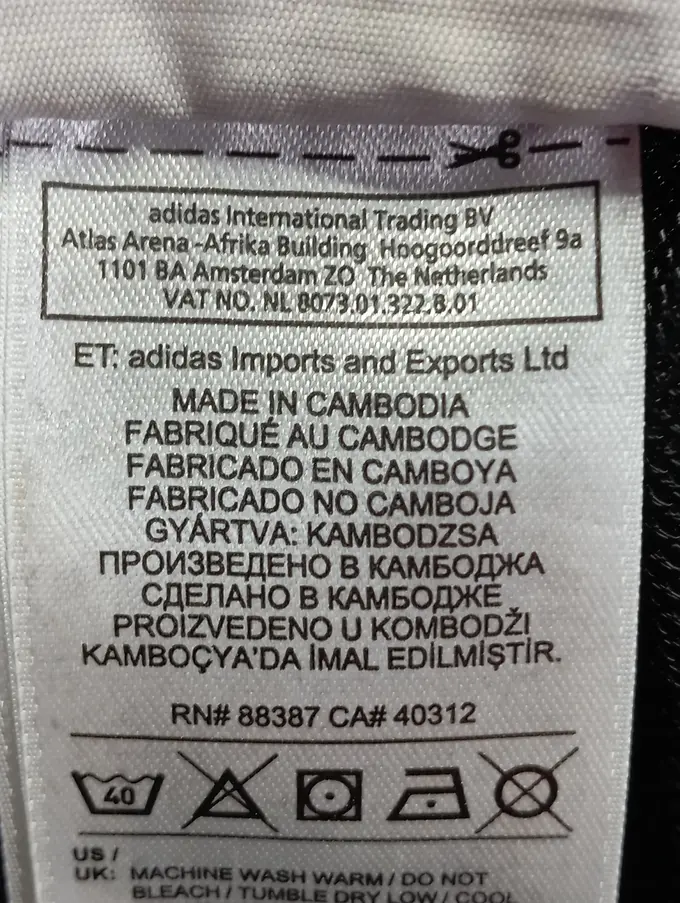 adidas International Trading BV
Atlas Arena -Afrika Building Hoogoorddreef 9a
1101 BA Amsterdam ZO The Netherlands
VAT NO. NL 8073.01.322.B.01
ET: adidas Imports and Exports Ltd
MADE IN CAMBODIA
FABRIQUÉ AU CAMBODGE
FABRICADO EN CAMBOYA
FABRICADO NO CAMBOJA
GYÁRTVA: KAMBODZSA
ПРОИЗВЕДЕНО В КАМБОДЖА
СДЕЛАНО В КАМБОДЖЕ
PROIZVEDENO U KOMBODŽI
KAMBOÇYA'DA İMAL EDİLMİŞTİR.
RN# 88387 CA# 40312
40
US /
UK: MACHINE WASH WARM / DO NOT
BLEACH / TUMBLE DRY LOW / COOL